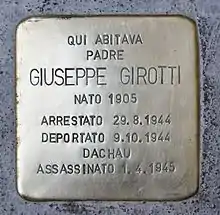 QUI ABITAVA
PADRE
GIUSEPPE GIROTTI
NATO 1905
ARRESTATO 29.8.1944
DEPORTATO 9.10.1944
DACHAU
ASSASSINATO 1.4.1945